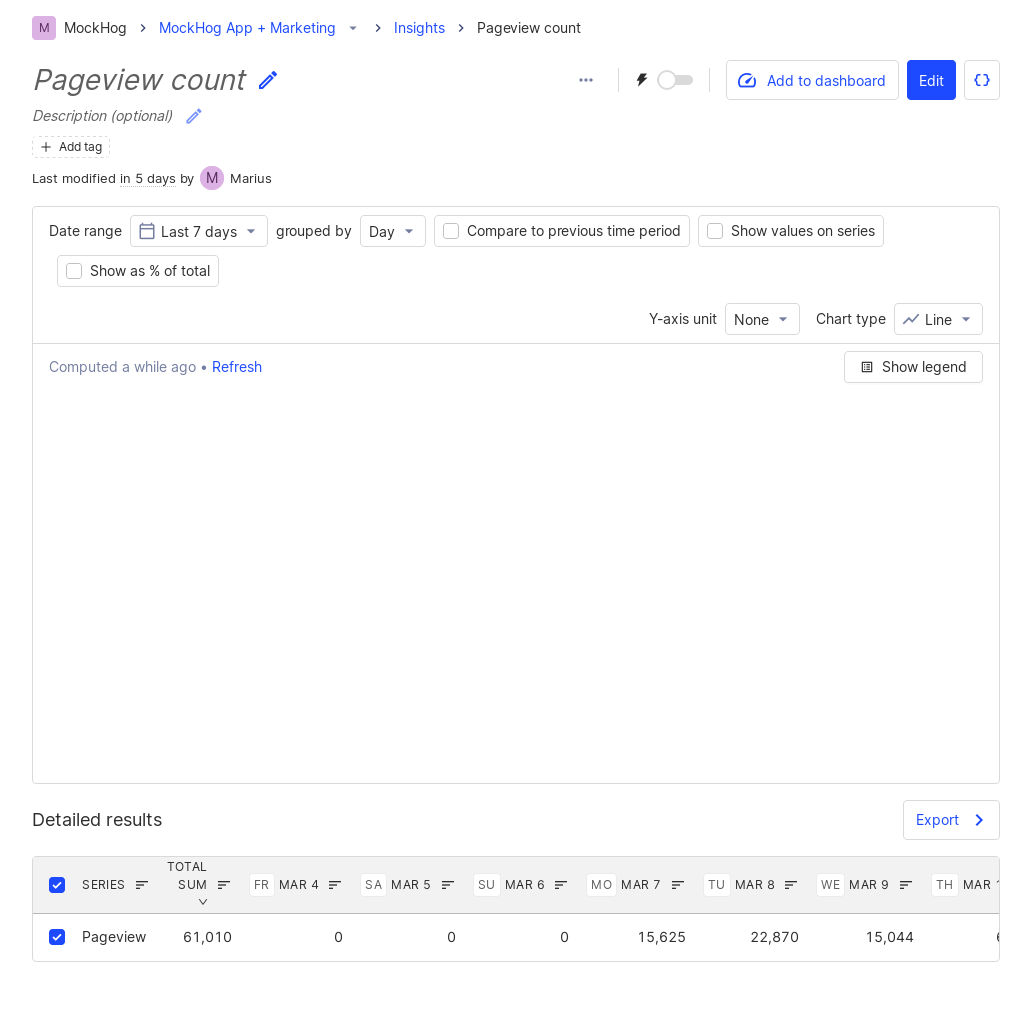 M MockHog MockHog App + Marketing Insights Pageview count
Pageview count
Add to dashboard Edit
Description (optional)
Add tag
Last modified in 5 days by M Marius
Date range Last 7 days grouped by Day Compare to previous time period Show values on series
Show as % of total
Y-axis unit None Chart type Line
Computed a while ago • Refresh Show legend
Detailed results Export
SERIES TOTAL SUM FR MAR 4 SA MAR 5 SU MAR 6 MO MAR 7 TU MAR 8 WE MAR 9 TH MAR
Pageview 61,010 0 0 0 15,625 22,870 15,044